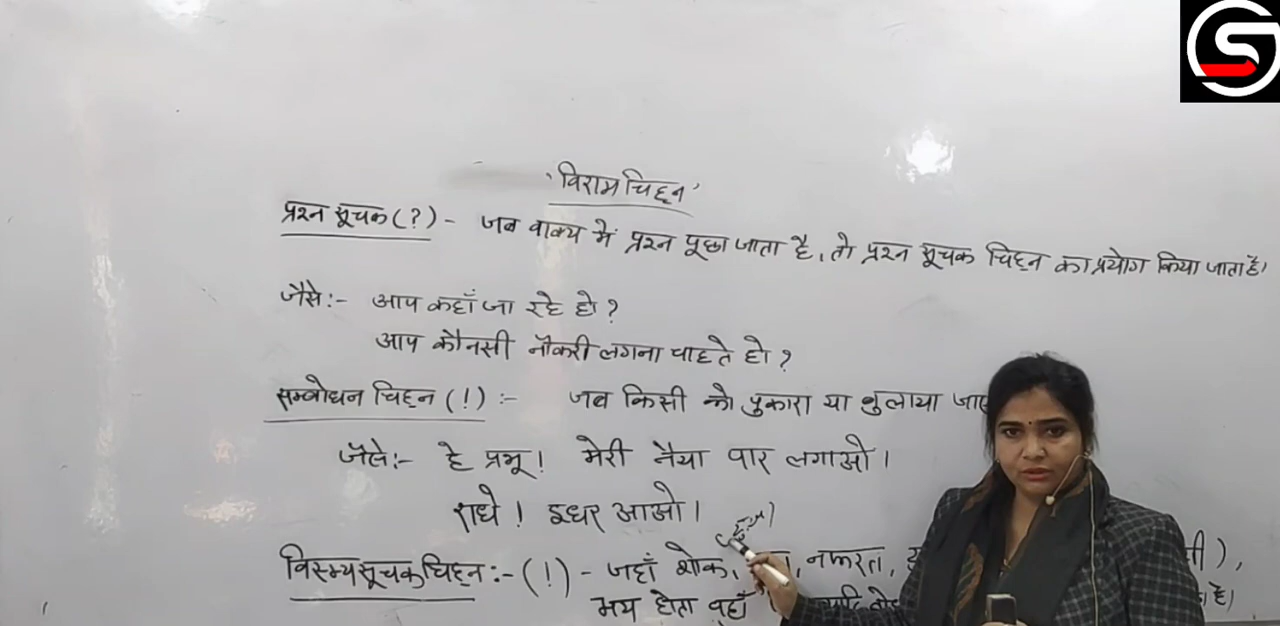 'विराम चिह्न'
प्रश्न सूचक (?) - जब वाक्य में प्रश्न पूछा जाता है, तो प्रश्न सूचक चिह्न का प्रयोग किया जाता है।
जैसे:- आप कहाँ जा रहे हो?
आप कौनसी नौकरी लगना चाहते हो?
सम्बोधन चिह्न (!) :- जब किसी को पुकारा या बुलाया जाए
जैसे:- हे प्रभू! मेरी नैया पार लगाओ।
राधे! इधर आओ।
विस्मय सूचक चिह्न :- (!) - जहाँ शोक, नफरत,
भय होता वहाँ है।